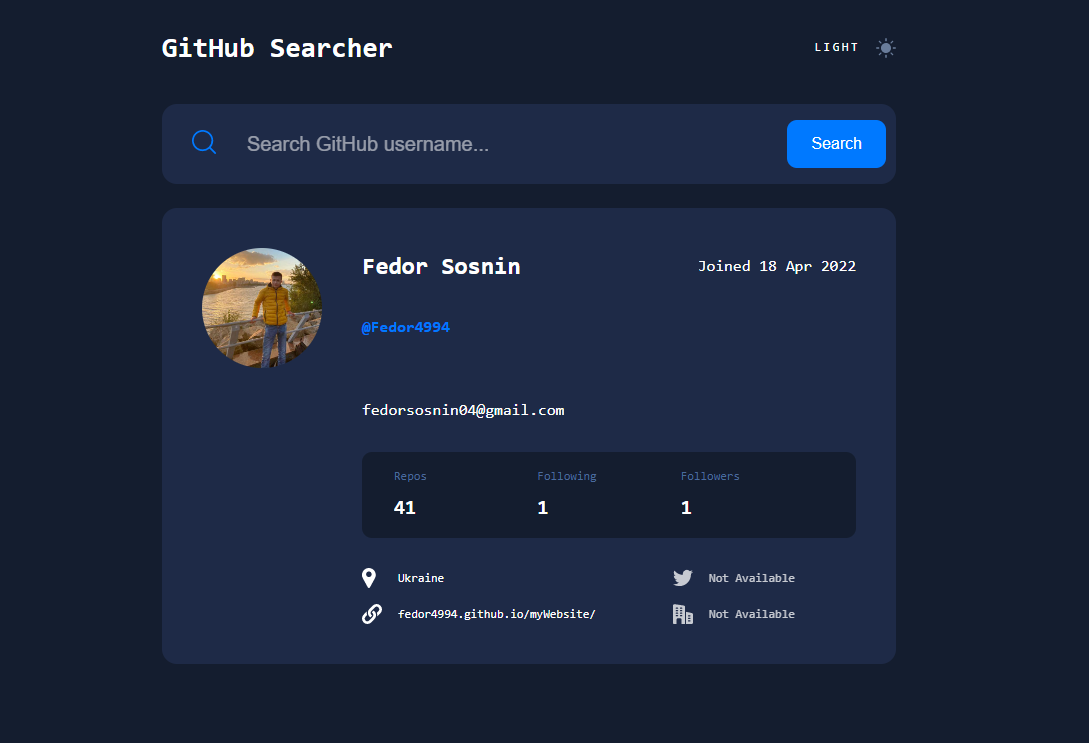 GitHub Searcher
LIGHT
Search GitHub username...
Search
Fedor Sosnin
Joined 18 Apr 2022
@Fedor4994
fedorsosnin04@gmail.com
Repos Following Followers
41 1 1
Ukraine
Not Available
fedor4994.github.io/myWebsite/
Not Available